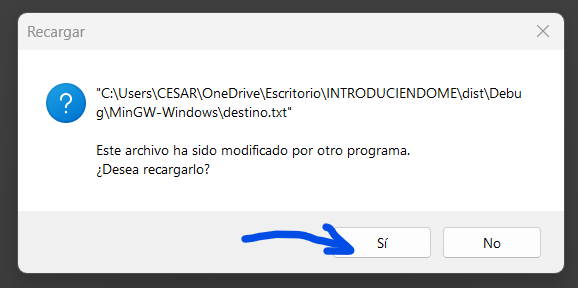 Recargar
"C:\Users\CESAR\OneDrive\Escritorio\INTRODUCIENDOME\dist\Debu
g\MinGW-Windows\destino.txt"
Este archivo ha sido modificado por otro programa.
¿Desea recargarlo?
Sí
No